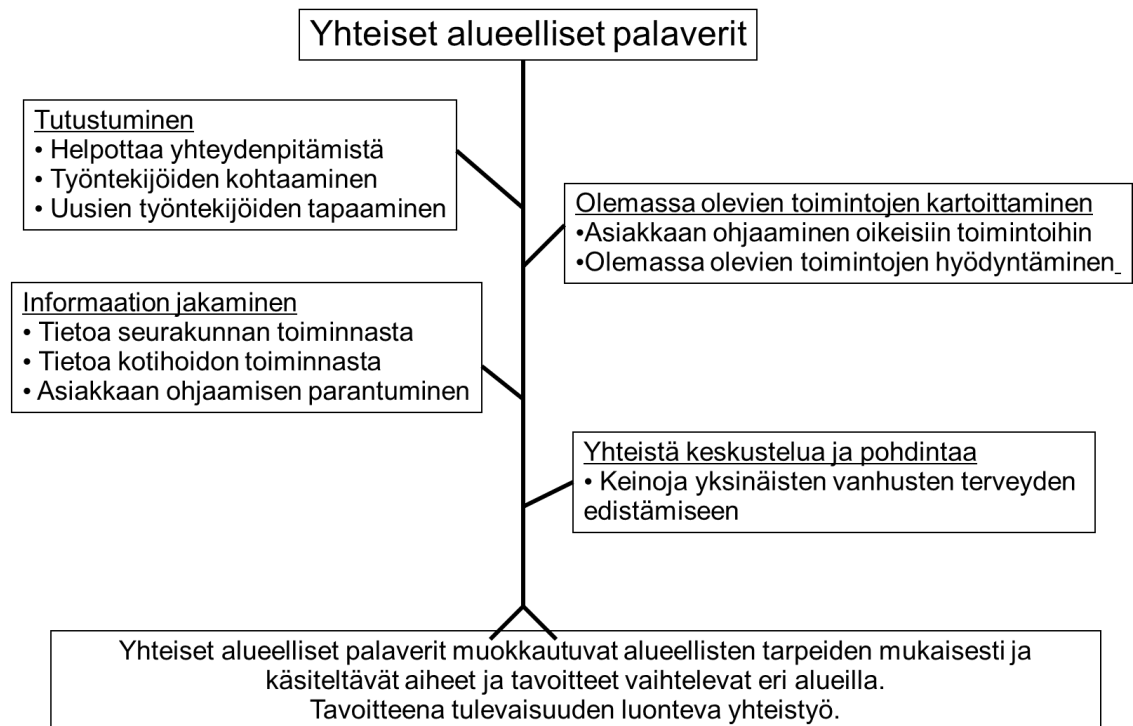 Yhteiset alueelliset palaverit
Tutustuminen
• Helpottaa yhteydenpitämistä
• Työntekijöiden kohtaaminen
• Uusien työntekijöiden tapaaminen
Olemassa olevien toimintojen kartoittaminen
•Asiakkaan ohjaaminen oikeisiin toimintoihin
•Olemassa olevien toimintojen hyödyntäminen
Informaation jakaminen
• Tietoa seurakunnan toiminnasta
• Tietoa kotihoidon toiminnasta
• Asiakkaan ohjaamisen parantuminen
Yhteistä keskustelua ja pohdintaa
• Keinoja yksinäisten vanhusten terveyden
edistämiseen
Yhteiset alueelliset palaverit muokkautuvat alueellisten tarpeiden mukaisesti ja
käsiteltävät aiheet ja tavoitteet vaihtelevat eri alueilla.
Tavoitteena tulevaisuuden luonteva yhteistyö.